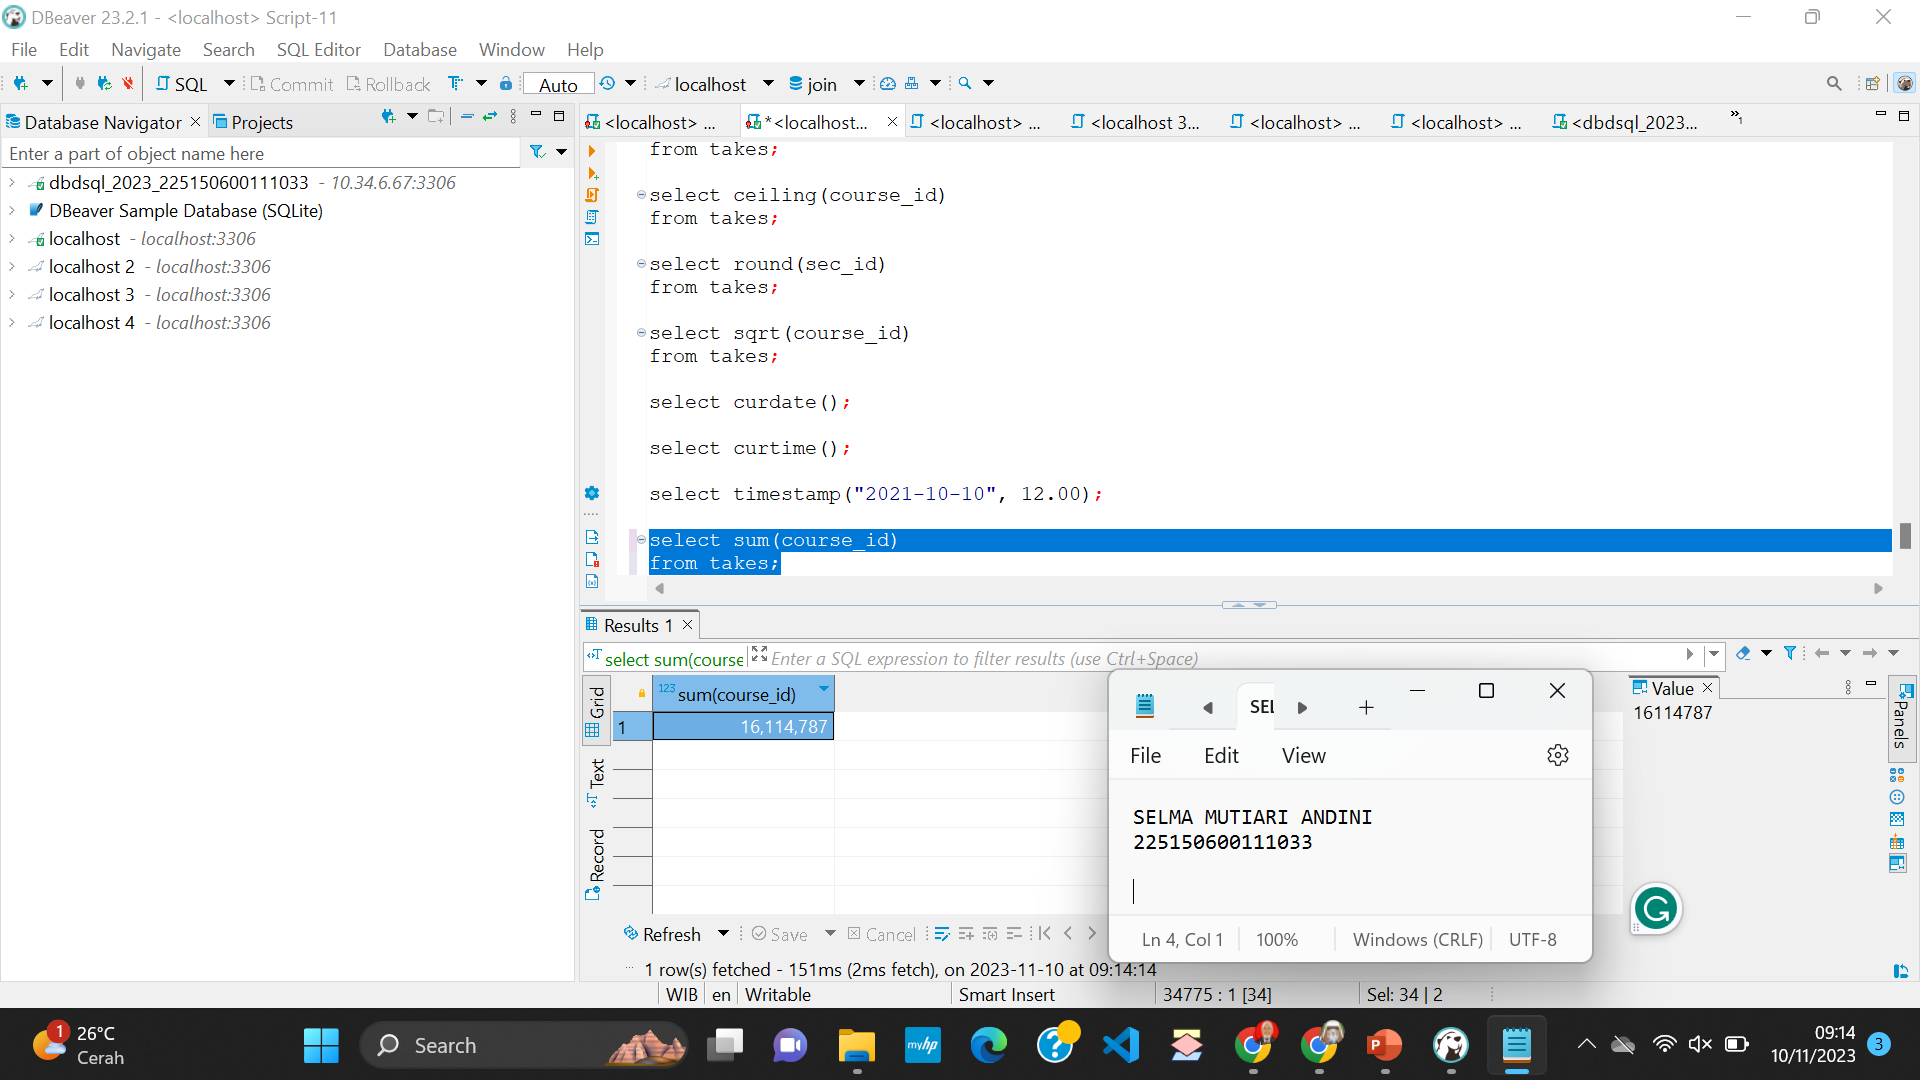 DBeaver 23.2.1 - <localhost> Script-11
File Edit Navigate Search SQL Editor Database Window Help
SQL Commit Rollback Auto localhost join
Database Navigator Projects
<localhost> ... *<localhost... <localhost> ... <localhost 3... <localhost> ... <localhost> ... <dbdsql_2023... »1
Enter a part of object name here
dbdsql_2023_225150600111033 - 10.34.6.67:3306
DBeaver Sample Database (SQLite)
localhost - localhost:3306
localhost 2 - localhost:3306
localhost 3 - localhost:3306
localhost 4 - localhost:3306
from takes;
select ceiling(course_id)
from takes;
select round(sec_id)
from takes;
select sqrt(course_id)
from takes;
select curdate();
select curtime();
select timestamp("2021-10-10", 12.00);
select sum(course_id)
from takes;
Results 1
select sum(course Enter a SQL expression to filter results (use Ctrl+Space)
Grid
Text
Record
123 sum(course_id)
1 16,114,787
Value
16114787
Panels
SEL
File Edit View
SELMA MUTIARI ANDINI
225150600111033
Ln 4, Col 1 100% Windows (CRLF) UTF-8
Refresh Save Cancel
1 row(s) fetched - 151ms (2ms fetch), on 2023-11-10 at 09:14:14
WIB en Writable Smart Insert 34775 : 1 [34] Sel: 34 | 2
1
26°C
Cerah
Search
myhp
09:14
10/11/2023
3